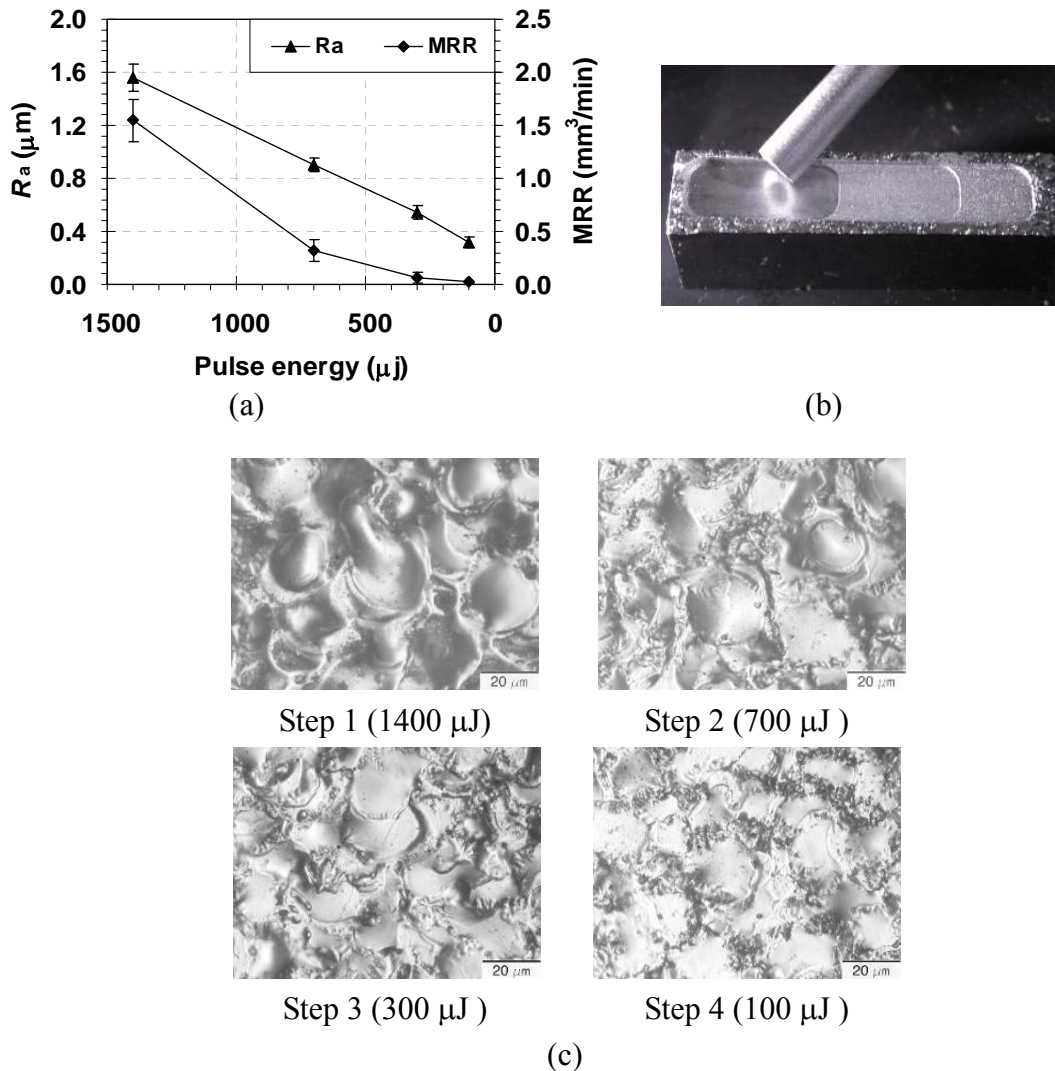 2.0
1.6
1.2
0.8
0.4
0.0
Ra (μm)
Ra MRR
2.5
2.0
1.5
1.0
0.5
0.0
MRR (mm³/min)
1500 1000 500 0
Pulse energy (μj)
(a)
(b)
20 μm
20 μm
Step 1 (1400 μJ)
Step 2 (700 μJ )
20 μm
20 μm
Step 3 (300 μJ )
Step 4 (100 μJ )
(c)